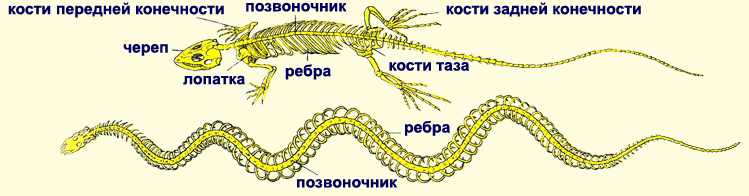 кости передней конечности
позвоночник
кости задней конечности
череп
лопатка
ребра
кости таза
ребра
позвоночник